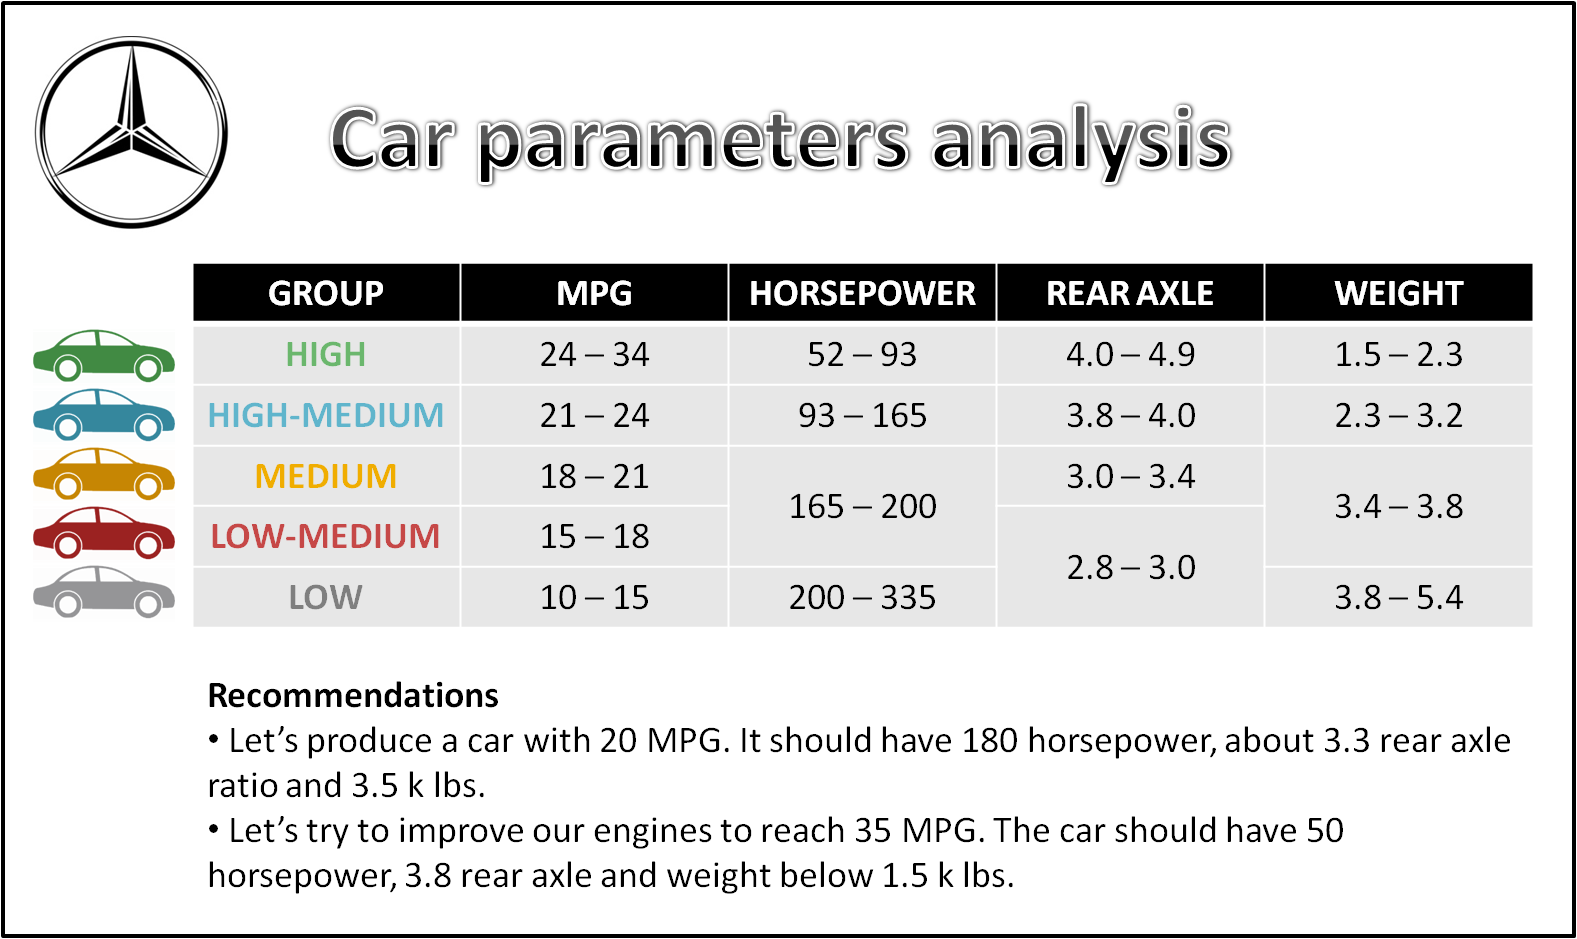 Car parameters analysis
GROUP MPG HORSEPOWER REAR AXLE WEIGHT
HIGH 24 – 34 52 – 93 4.0 – 4.9 1.5 – 2.3
HIGH-MEDIUM 21 – 24 93 – 165 3.8 – 4.0 2.3 – 3.2
MEDIUM 18 – 21 165 – 200 3.0 – 3.4 3.4 – 3.8
LOW-MEDIUM 15 – 18 2.8 – 3.0
LOW 10 – 15 200 – 335 3.8 – 5.4
Recommendations
• Let’s produce a car with 20 MPG. It should have 180 horsepower, about 3.3 rear axle
ratio and 3.5 k lbs.
• Let’s try to improve our engines to reach 35 MPG. The car should have 50
horsepower, 3.8 rear axle and weight below 1.5 k lbs.